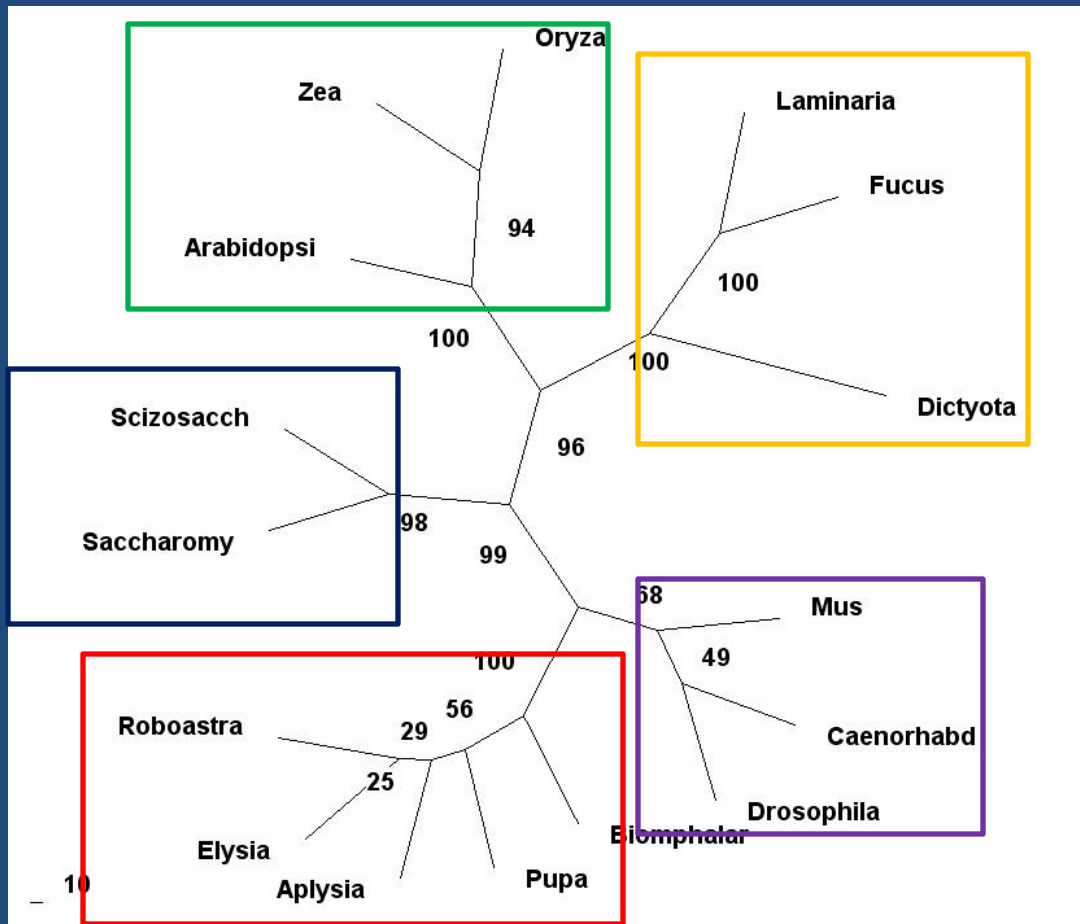 Oryza
Zea
Laminaria
Fucus
94
Arabidopsi
100
100
100
Dictyota
Scizosacch
96
98
Saccharomy
99
68
Mus
49
100
56
Roboastra
29
Caenorhabd
25
Drosophila
Biomphalar
Elysia
Pupa
Aplysia
10